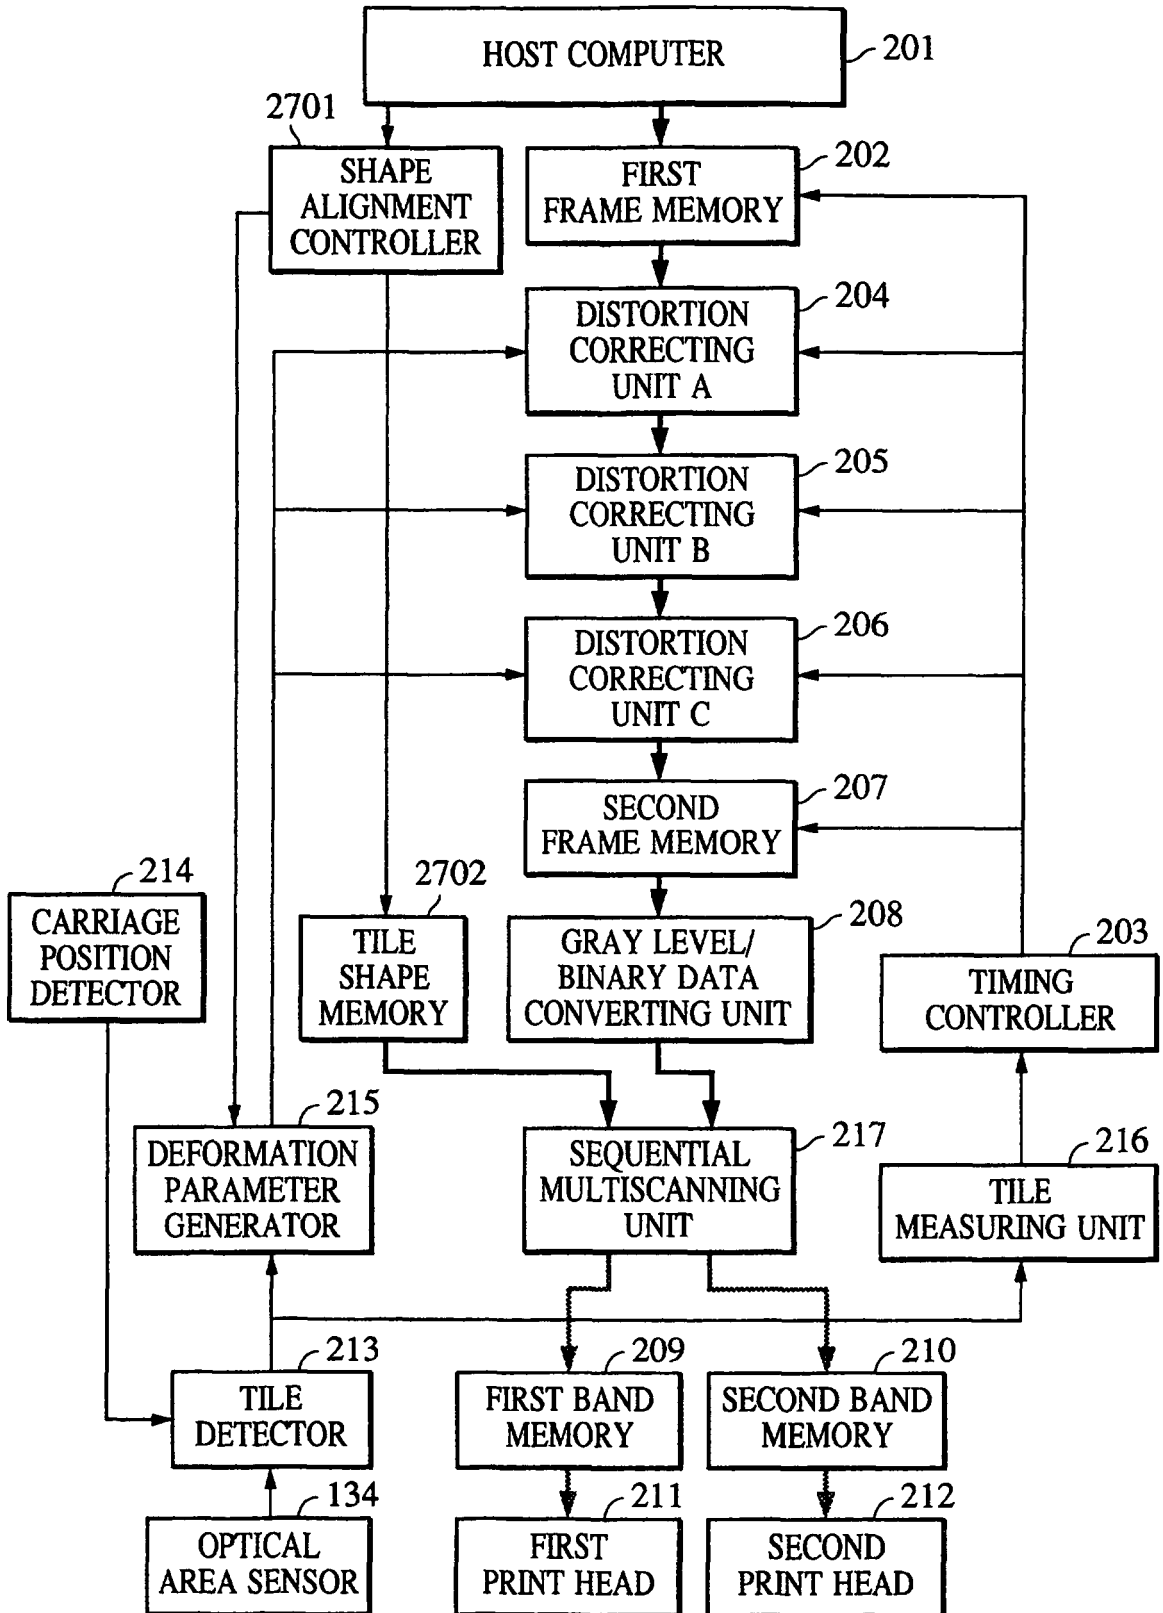 HOST COMPUTER
201
2701
SHAPE
ALIGNMENT
CONTROLLER
202
FIRST
FRAME MEMORY
204
DISTORTION
CORRECTING
UNIT A
205
DISTORTION
CORRECTING
UNIT B
206
DISTORTION
CORRECTING
UNIT C
207
SECOND
FRAME MEMORY
214
CARRIAGE
POSITION
DETECTOR
2702
TILE
SHAPE
MEMORY
208
GRAY LEVEL/
BINARY DATA
CONVERTING UNIT
203
TIMING
CONTROLLER
215
DEFORMATION
PARAMETER
GENERATOR
217
SEQUENTIAL
MULTISCANNING
UNIT
216
TILE
MEASURING UNIT
213
TILE
DETECTOR
209
FIRST BAND
MEMORY
210
SECOND BAND
MEMORY
134
OPTICAL
AREA SENSOR
211
FIRST
PRINT HEAD
212
SECOND
PRINT HEAD